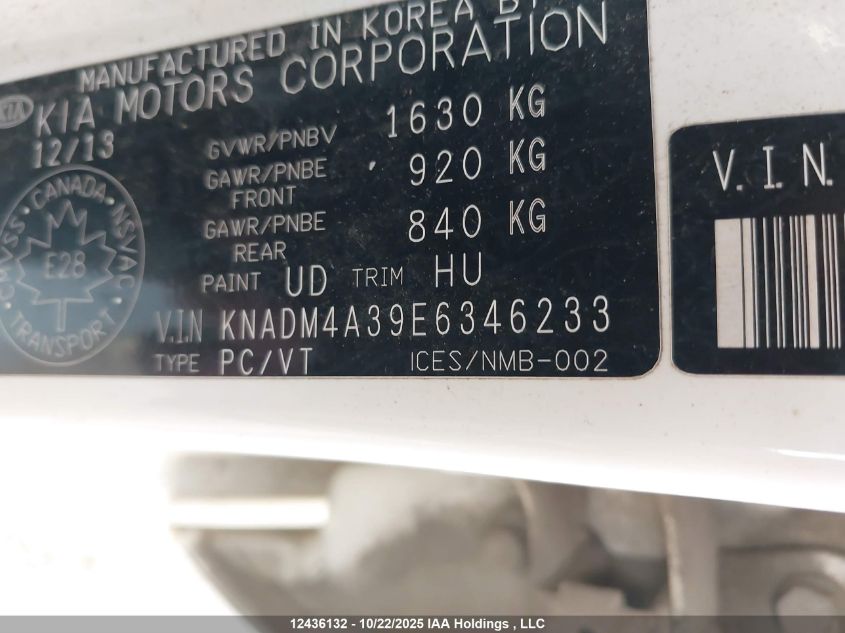 MANUFACTURED IN KOREA BY
KIA
KIA MOTORS CORPORATION
12/13
GVWR/PNBV 1630 KG
GAWR/PNBE FRONT 920 KG
GAWR/PNBE REAR 840 KG
PAINT UD TRIM HU
V.I.N KNADM4A39E6346233
TYPE PC/VT ICES/NMB-002
CANADA NSVAC
TRANSPORT
E28
V.I.N.
12436132 - 10/22/2025 IAA Holdings , LLC